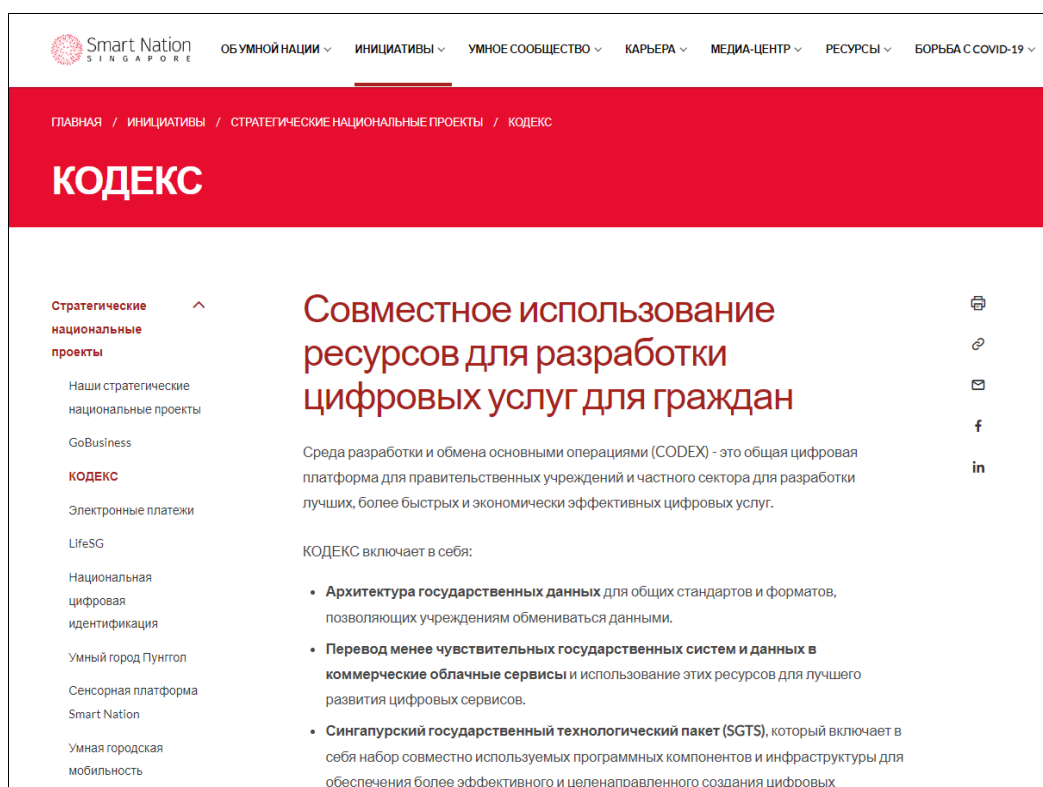 Smart Nation
SINGAPORE
ОБ УМНОЙ НАЦИИ
ИНИЦИАТИВЫ
УМНОЕ СООБЩЕСТВО
КАРЬЕРА
МЕДИА-ЦЕНТР
РЕСУРСЫ
БОРЬБА С COVID-19
ГЛАВНАЯ / ИНИЦИАТИВЫ / СТРАТЕГИЧЕСКИЕ НАЦИОНАЛЬНЫЕ ПРОЕКТЫ / КОДЕКС
КОДЕКС
Стратегические
национальные
проекты
Наши стратегические
национальные проекты
GoBusiness
КОДЕКС
Электронные платежи
LifeSG
Национальная
цифровая
идентификация
Умный город Пунггол
Сенсорная платформа
Smart Nation
Умная городская
мобильность
Совместное использование
ресурсов для разработки
цифровых услуг для граждан
Среда разработки и обмена основными операциями (CODEX) - это общая цифровая
платформа для правительственных учреждений и частного сектора для разработки
лучших, более быстрых и экономически эффективных цифровых услуг.
КОДЕКС включает в себя:
• Архитектура государственных данных для общих стандартов и форматов,
позволяющих учреждениям обмениваться данными.
• Перевод менее чувствительных государственных систем и данных в
коммерческие облачные сервисы и использование этих ресурсов для лучшего
развития цифровых сервисов.
• Сингапурский государственный технологический пакет (SGTS), который включает в
себя набор совместно используемых программных компонентов и инфраструктуры для
обеспечения более эффективного и целенаправленного создания цифровых